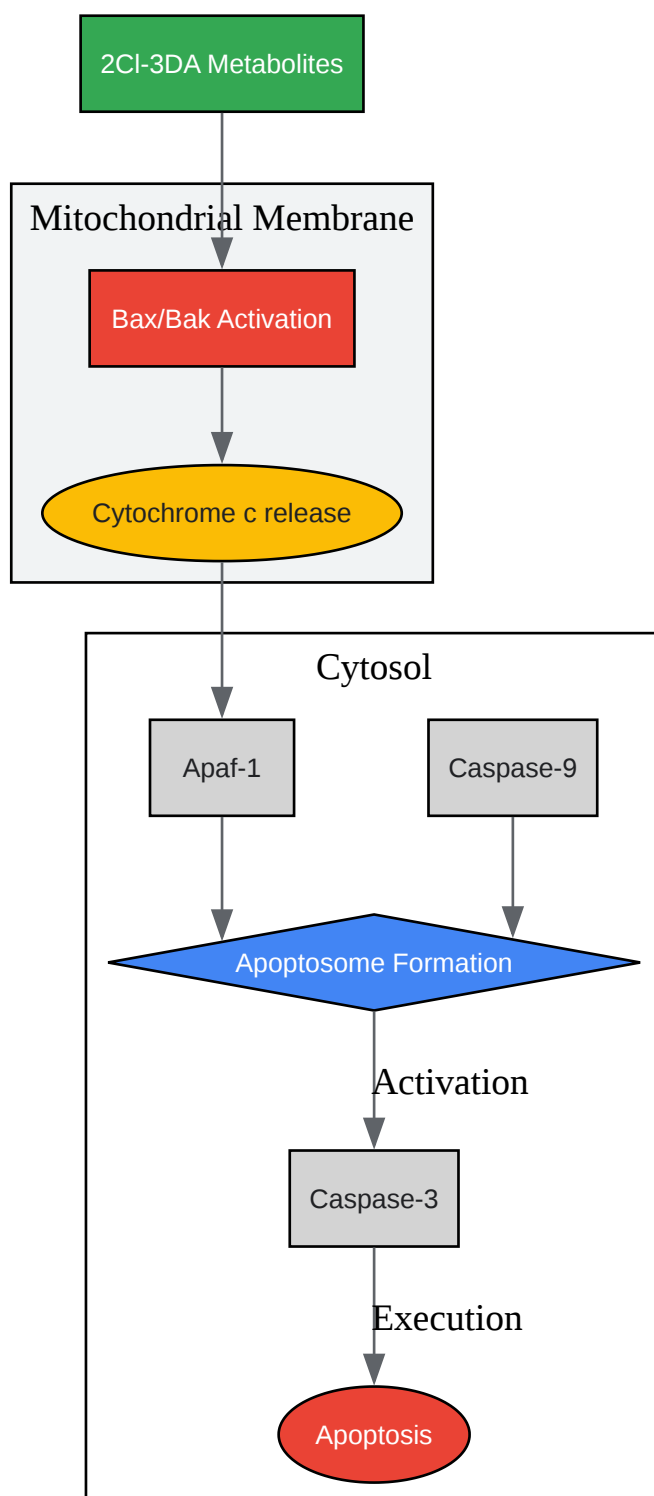 2Cl-3DA Metabolites
Mitochondrial Membrane
Bax/Bak Activation
Cytochrome c release
Cytosol
Apaf-1
Caspase-9
Apoptosome Formation
Activation
Caspase-3
Execution
Apoptosis